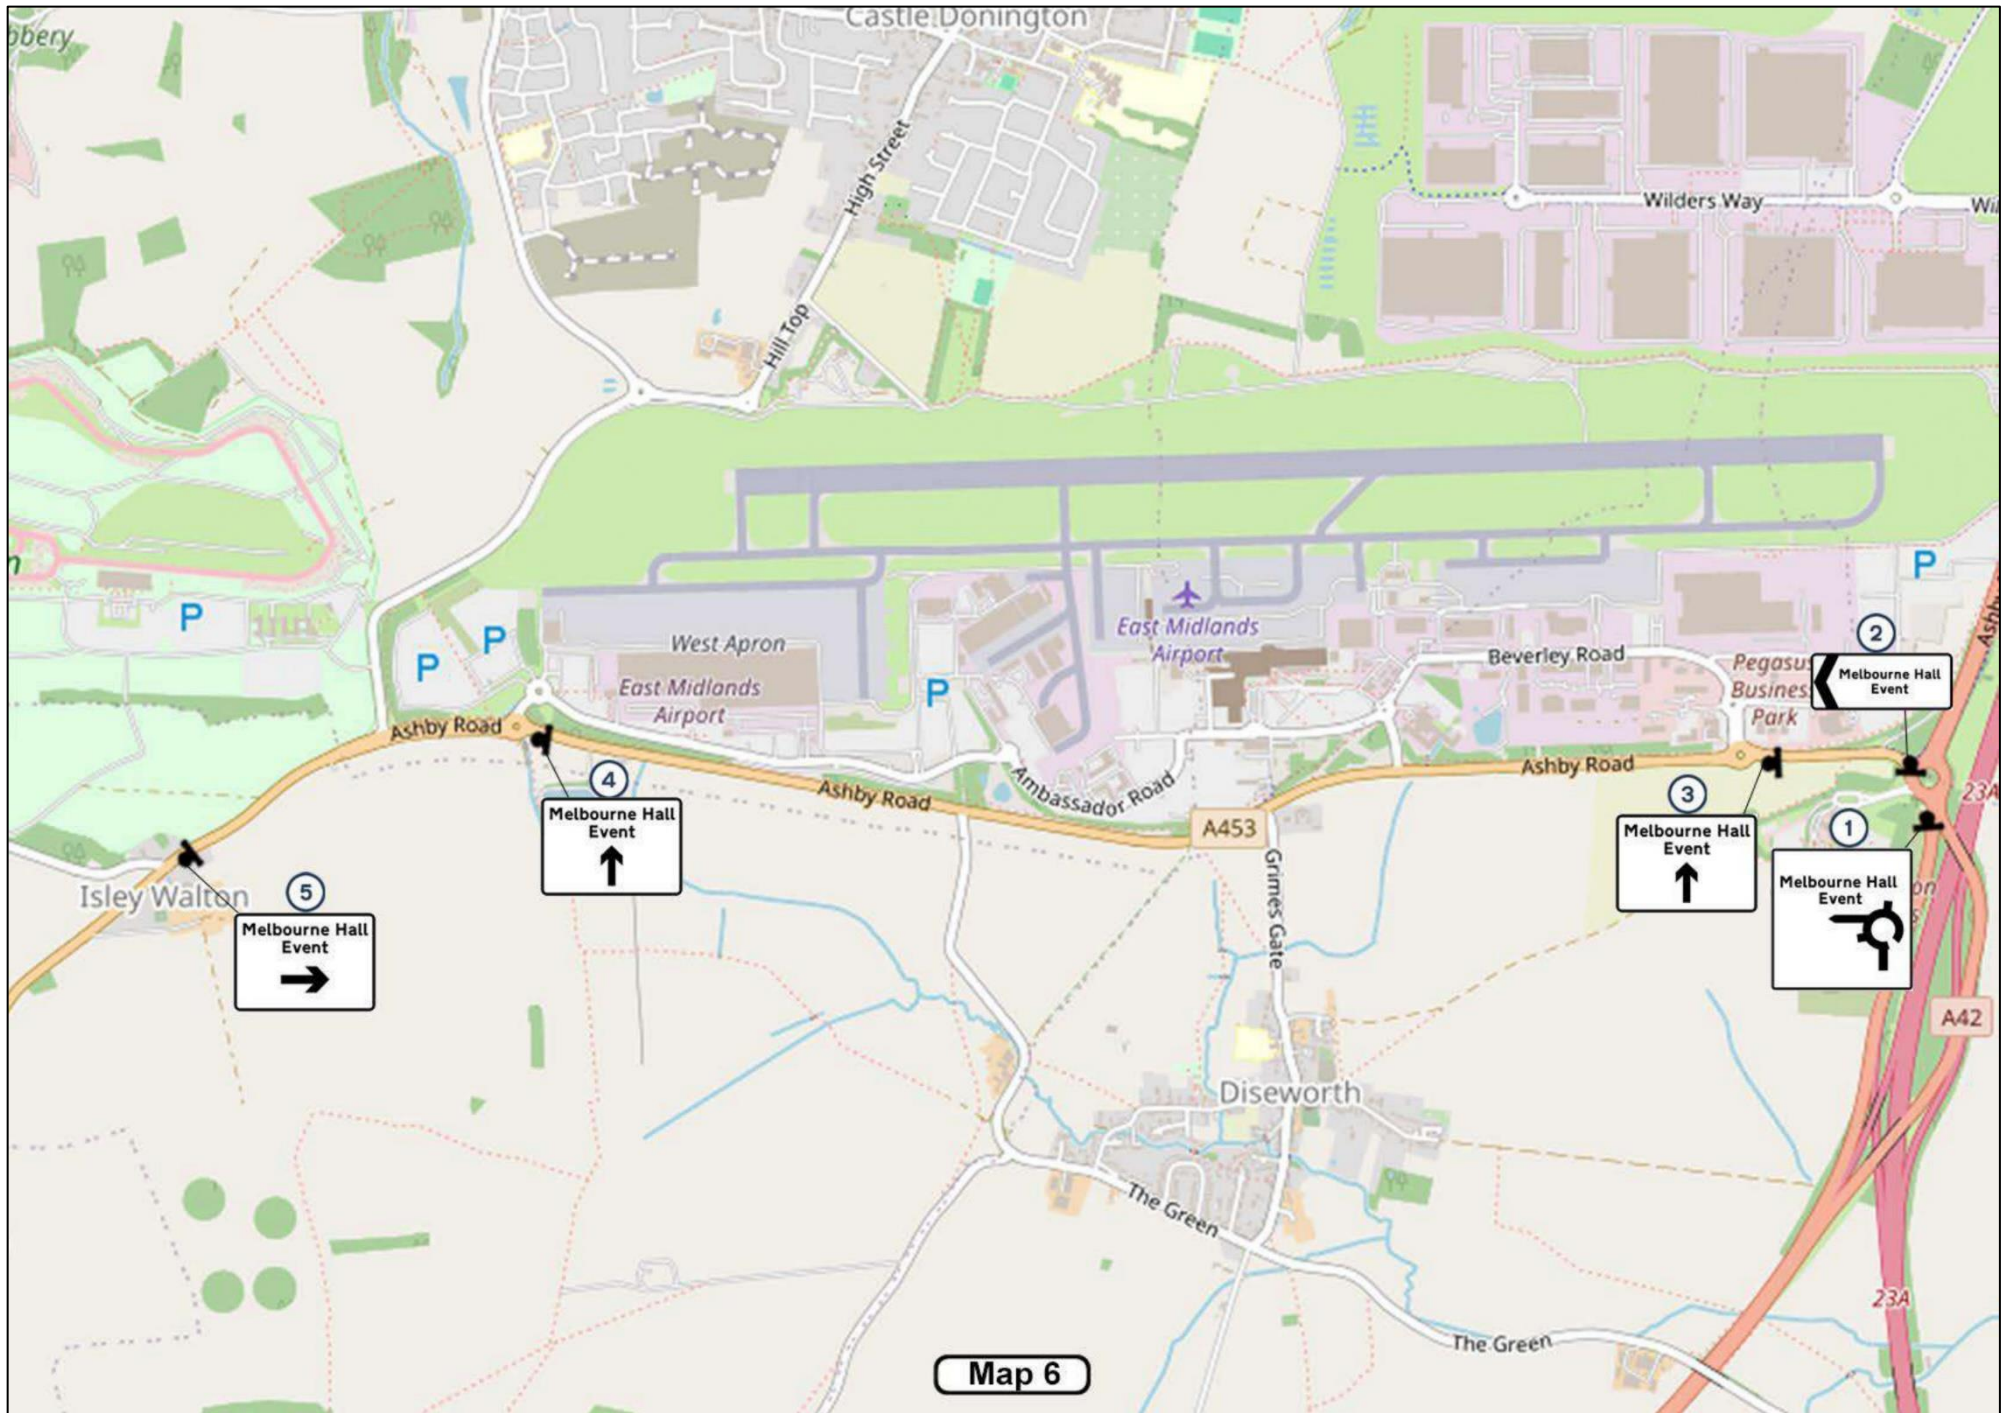 Castle Donington
bbery
High Street
Wilders Way
Wil
Hill Top
Ashby
P
P
P
P
P
West Apron
East Midlands
Airport
East Midlands
Airport
Beverley Road
Pegasus
Business
Park
2
Melbourne Hall
Event
Ashby Road
Ashby Road
Ashby Road
Ambassador Road
A453
23A
4
Melbourne Hall
Event
3
Melbourne Hall
Event
1
Melbourne Hall
Event
Isley Walton
5
Melbourne Hall
Event
Grimes Gate
A42
Diseworth
The Green
23A
The Green
Map 6